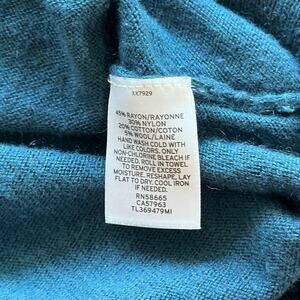 XX7929
45% RAYON/RAYONNE
30% NYLON
20% COTTON/COTON
5% WOOL/LAINE
HAND WASH COLD WITH
LIKE COLORS. ONLY
NON-CHLORINE BLEACH IF
NEEDED. ROLL IN TOWEL
TO REMOVE EXCESS
MOISTURE. RESHAPE, LAY
FLAT TO DRY. COOL IRON
IF NEEDED.
RN58665
CA57963
TL369479MI